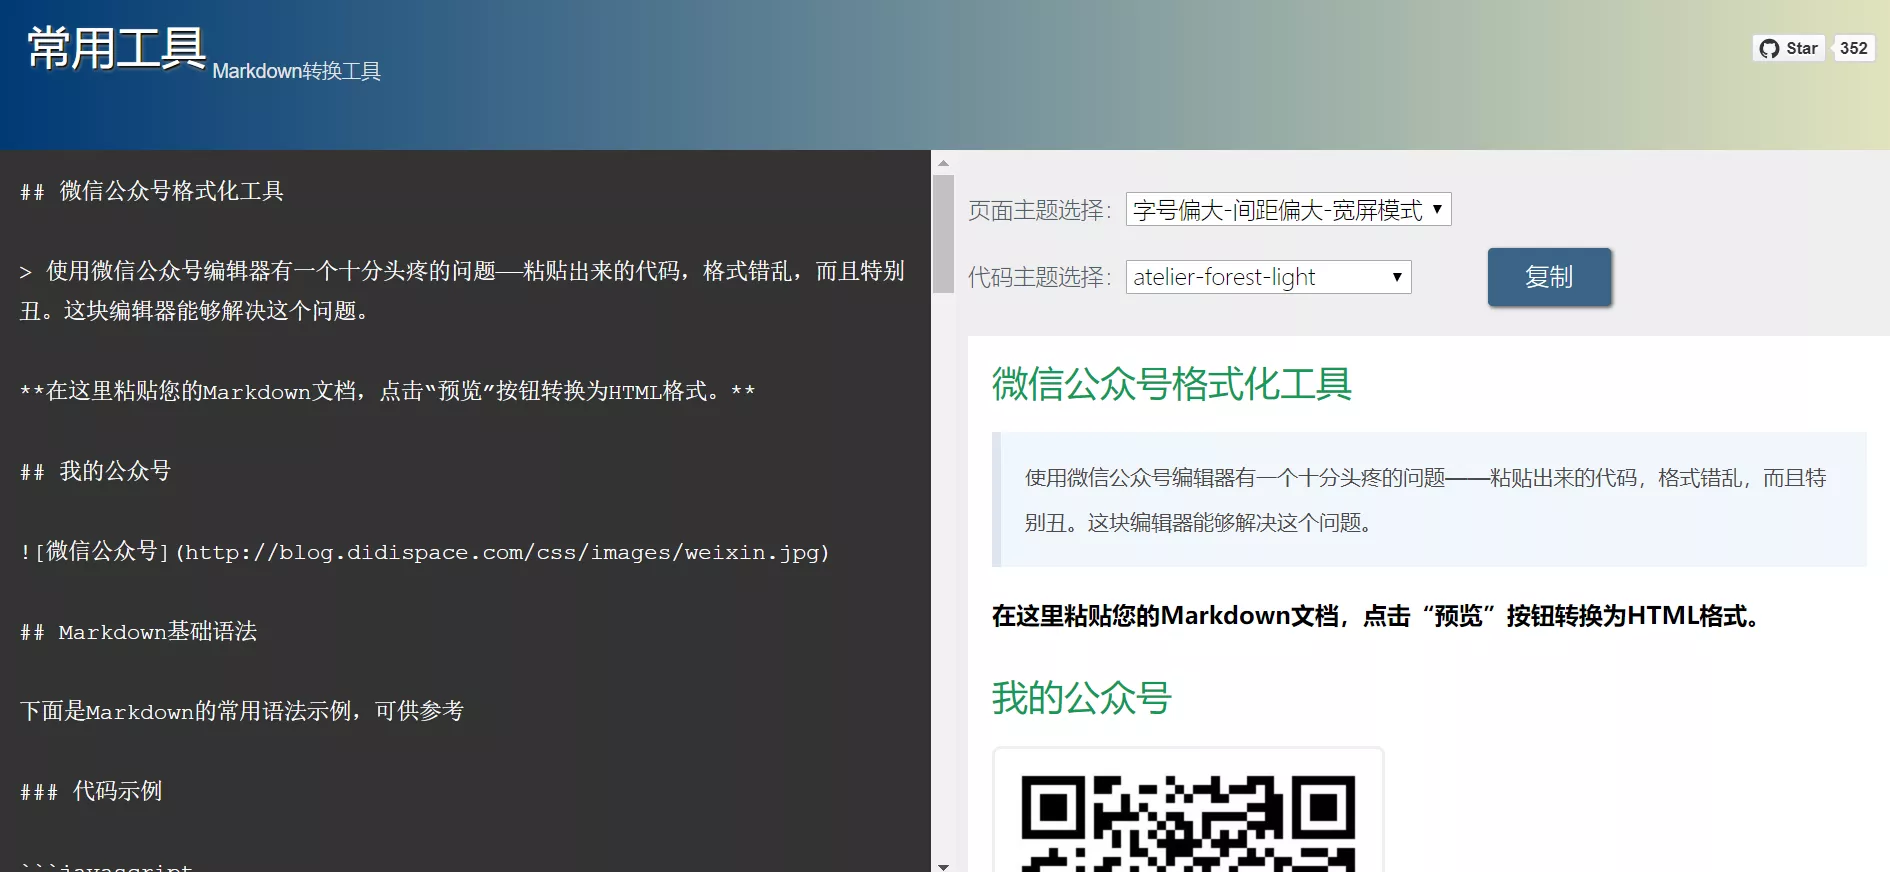 常用工具
Markdown转换工具
Star
352
## 微信公众号格式化工具
> 使用微信公众号编辑器有一个十分头疼的问题——粘贴出来的代码，格式错乱，而且特别
丑。这块编辑器能够解决这个问题。
**在这里粘贴您的Markdown文档，点击“预览”按钮转换为HTML格式。**
## 我的公众号
![微信公众号](http://blog.didispace.com/css/images/weixin.jpg)
## Markdown基础语法
下面是Markdown的常用语法示例，可供参考
### 代码示例
```javascript
页面主题选择：
字号偏大-间距偏大-宽屏模式
代码主题选择：
atelier-forest-light
复制
微信公众号格式化工具
使用微信公众号编辑器有一个十分头疼的问题——粘贴出来的代码，格式错乱，而且特
别丑。这块编辑器能够解决这个问题。
在这里粘贴您的Markdown文档，点击“预览”按钮转换为HTML格式。
我的公众号